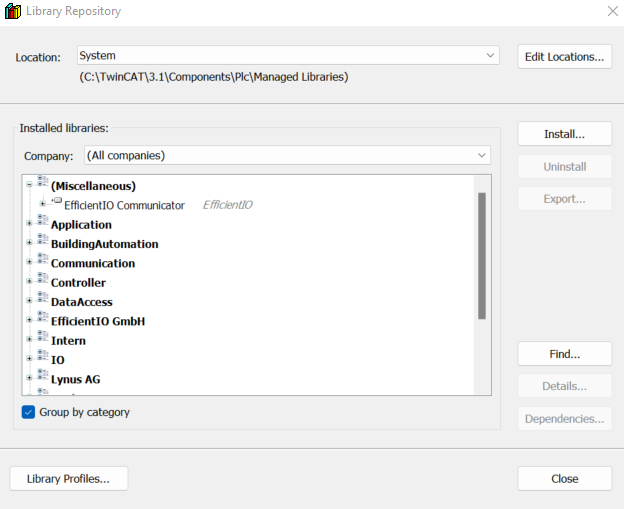 Library Repository
Location: System Edit Locations...
(C:\TwinCAT\3.1\Components\Plc\Managed Libraries)
Installed libraries:
Company: (All companies)
Install...
Uninstall
Export...
(Miscellaneous)
EfficientIO Communicator EfficientIO
Application
BuildingAutomation
Communication
Controller
DataAccess
EfficientIO GmbH
Intern
IO
Lynus AG
Find...
Details...
Dependencies...
Group by category
Library Profiles... Close